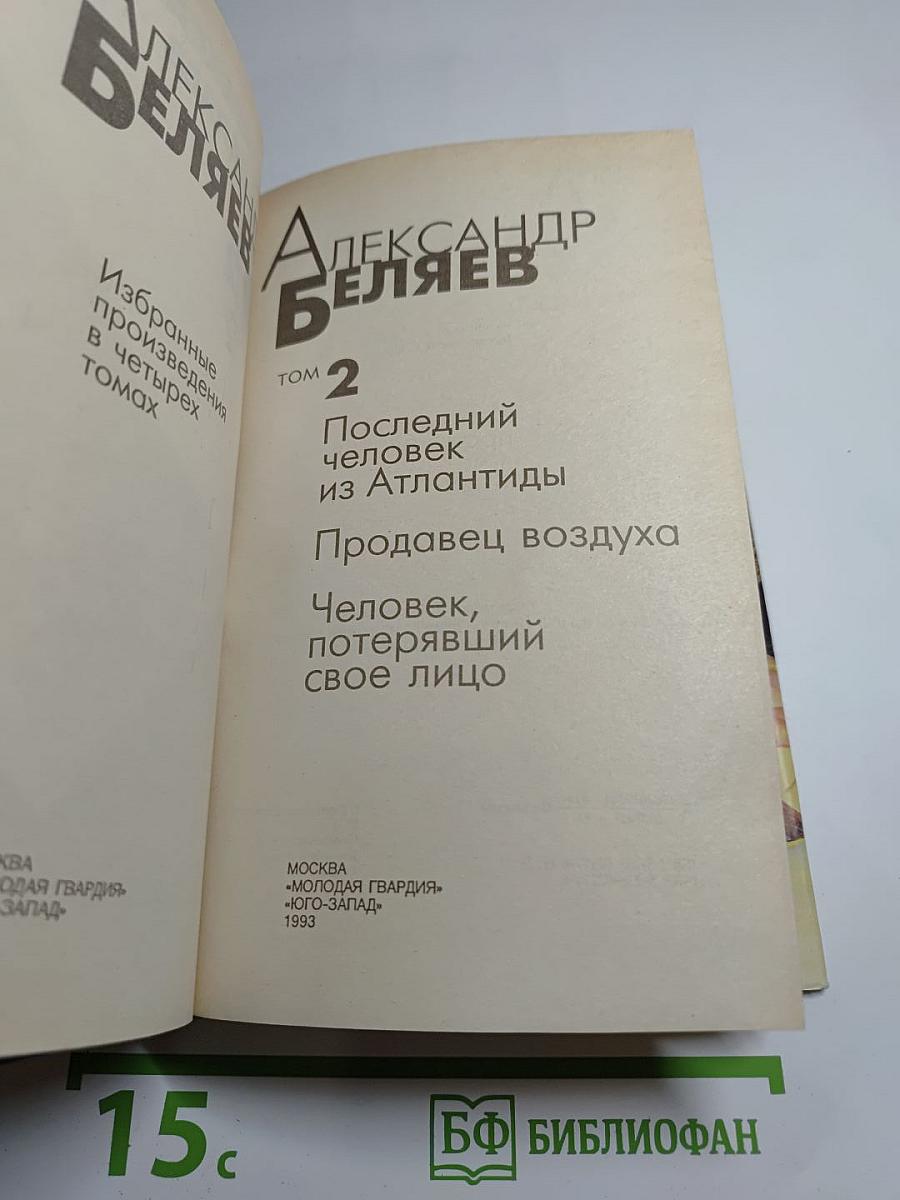 Александр
Беляев
Избранные
произведения
в четырех
томах
ОДАЯ ГВАРДИЯ»
ЗАПАД»
Александр
Беляев
том 2
Последний
человек
из Атлантиды
Продавец воздуха
Человек,
потерявший
свое лицо
МОСКВА
«МОЛОДАЯ ГВАРДИЯ»
«ЮГО-ЗАПАД»
1993
15 с
БФ БИБЛИОФАН